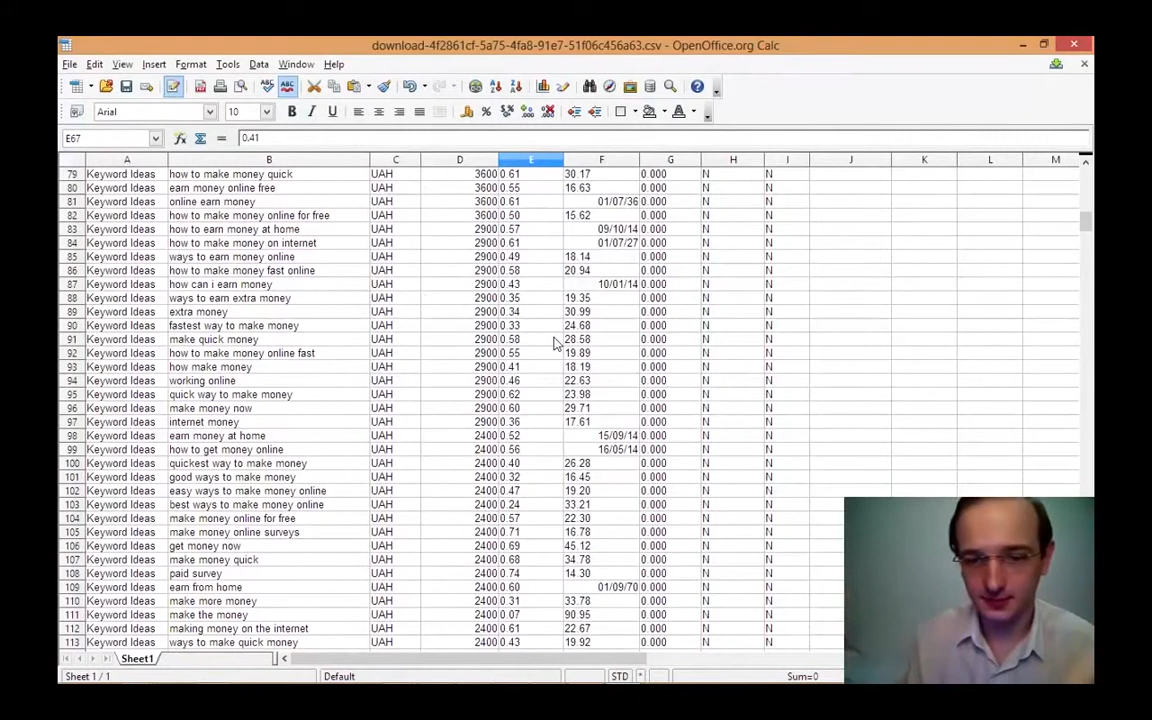 download-4f2861cf-5a75-4fa8-91e7-51f06c456a63.csv - OpenOffice.org Calc
File Edit View Insert Format Tools Data Window Help
Arial 10
E67 0.41
A B C D E F G H I J K L M
79 Keyword Ideas how to make money quick UAH 3600 0.61 30.17 0.000 N N
80 Keyword Ideas earn money online free UAH 3600 0.55 16.63 0.000 N N
81 Keyword Ideas online earn money UAH 3600 0.61 01/07/36 0.000 N N
82 Keyword Ideas how to make money online for free UAH 3600 0.50 15.62 0.000 N N
83 Keyword Ideas how to earn money at home UAH 2900 0.57 09/10/14 0.000 N N
84 Keyword Ideas how to make money on internet UAH 2900 0.61 01/07/27 0.000 N N
85 Keyword Ideas ways to earn money online UAH 2900 0.49 18.14 0.000 N N
86 Keyword Ideas how to make money fast online UAH 2900 0.58 20.94 0.000 N N
87 Keyword Ideas how can i earn money UAH 2900 0.43 10/01/14 0.000 N N
88 Keyword Ideas ways to earn extra money UAH 2900 0.35 19.35 0.000 N N
89 Keyword Ideas extra money UAH 2900 0.34 30.99 0.000 N N
90 Keyword Ideas fastest way to make money UAH 2900 0.33 24.68 0.000 N N
91 Keyword Ideas make quick money UAH 2900 0.58 28.58 0.000 N N
92 Keyword Ideas how to make money online fast UAH 2900 0.55 19.89 0.000 N N
93 Keyword Ideas how make money UAH 2900 0.41 18.19 0.000 N N
94 Keyword Ideas working online UAH 2900 0.46 22.63 0.000 N N
95 Keyword Ideas quick way to make money UAH 2900 0.62 23.98 0.000 N N
96 Keyword Ideas make money now UAH 2900 0.60 29.71 0.000 N N
97 Keyword Ideas internet money UAH 2900 0.36 17.61 0.000 N N
98 Keyword Ideas earn money at home UAH 2400 0.52 15/09/14 0.000 N N
99 Keyword Ideas how to get money online UAH 2400 0.56 16/05/14 0.000 N N
100 Keyword Ideas quickest way to make money UAH 2400 0.40 26.28 0.000 N N
101 Keyword Ideas good ways to make money UAH 2400 0.32 16.45 0.000 N N
102 Keyword Ideas easy ways to make money online UAH 2400 0.47 19.20 0.000 N N
103 Keyword Ideas best ways to make money online UAH 2400 0.24 33.21 0.000 N N
104 Keyword Ideas make money online for free UAH 2400 0.57 22.30 0.000 N N
105 Keyword Ideas make money online surveys UAH 2400 0.71 16.78 0.000 N N
106 Keyword Ideas get money now UAH 2400 0.69 45.12 0.000 N N
107 Keyword Ideas make money quick UAH 2400 0.68 34.78 0.000 N N
108 Keyword Ideas paid survey UAH 2400 0.74 14.30 0.000 N N
109 Keyword Ideas earn from home UAH 2400 0.60 01/09/70 0.000 N N
110 Keyword Ideas make more money UAH 2400 0.31 33.78 0.000 N N
111 Keyword Ideas make the money UAH 2400 0.07 90.95 0.000 N N
112 Keyword Ideas making money on the internet UAH 2400 0.61 22.67 0.000 N N
113 Keyword Ideas ways to make quick money UAH 2400 0.43 19.92 0.000 N N
Sheet1
Sheet 1 / 1 Default STD * Sum=0